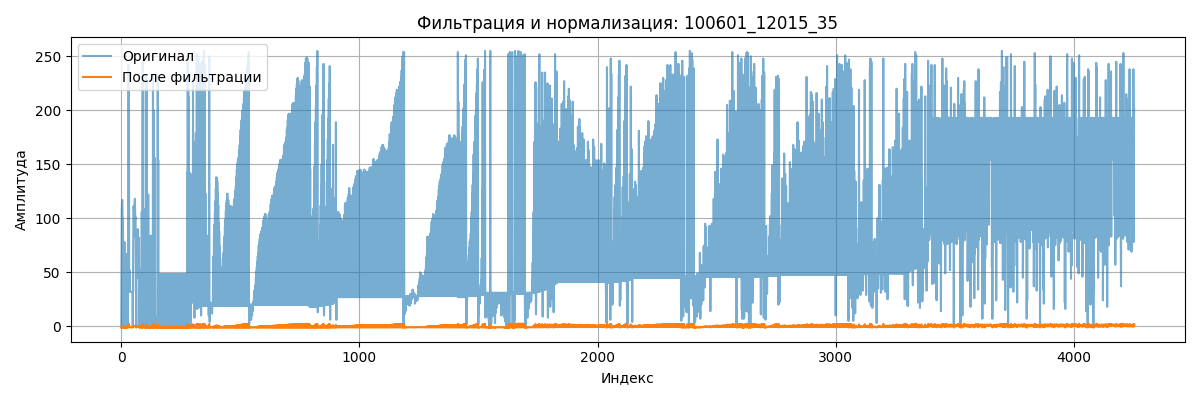 Фильтрация и нормализация: 100601_12015_35
Оригинал
После фильтрации
Амплитуда
250
200
150
100
50
0
0 1000 2000 3000 4000
Индекс